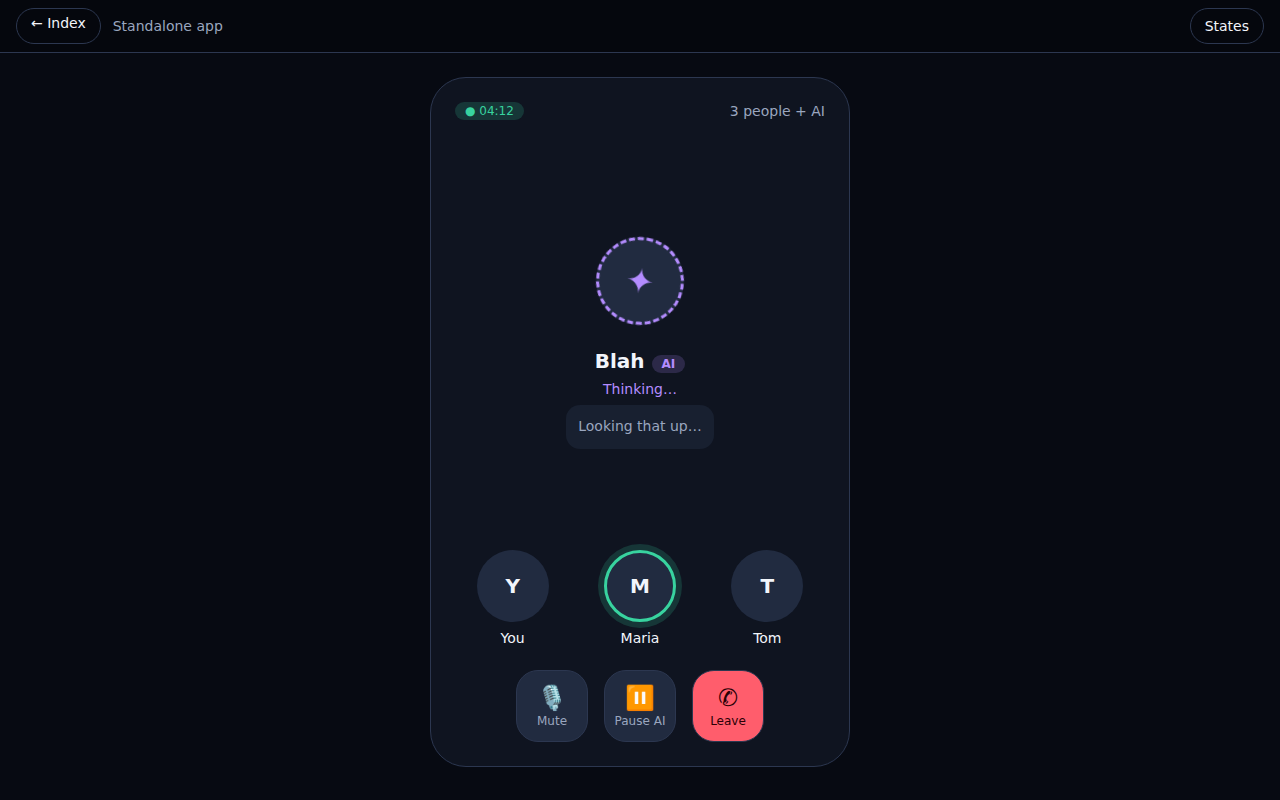 ← Index
Standalone app
States
● 04:12
3 people + AI
Blah AI
Thinking…
Looking that up…
Y
M
T
You
Maria
Tom
Mute
Pause AI
Leave